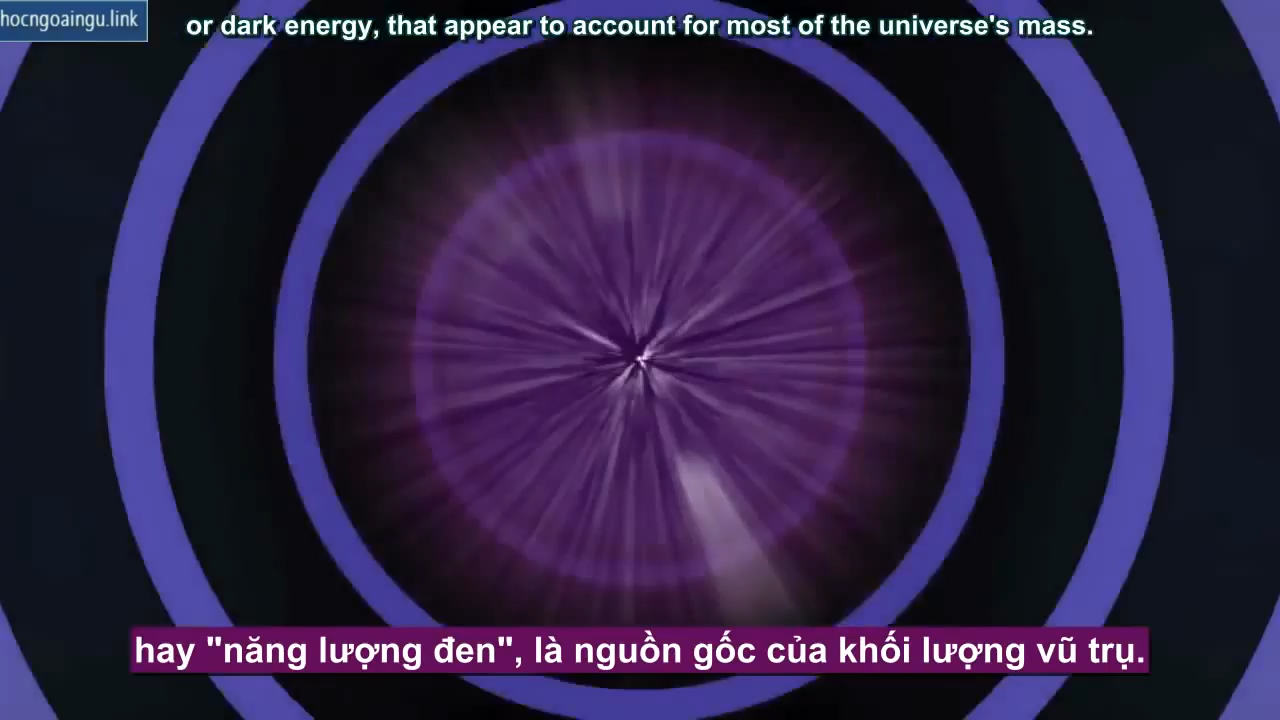 hocngoaingu.link
or dark energy, that appear to account for most of the universe's mass.
hay "năng lượng đen", là nguồn gốc của khối lượng vũ trụ.